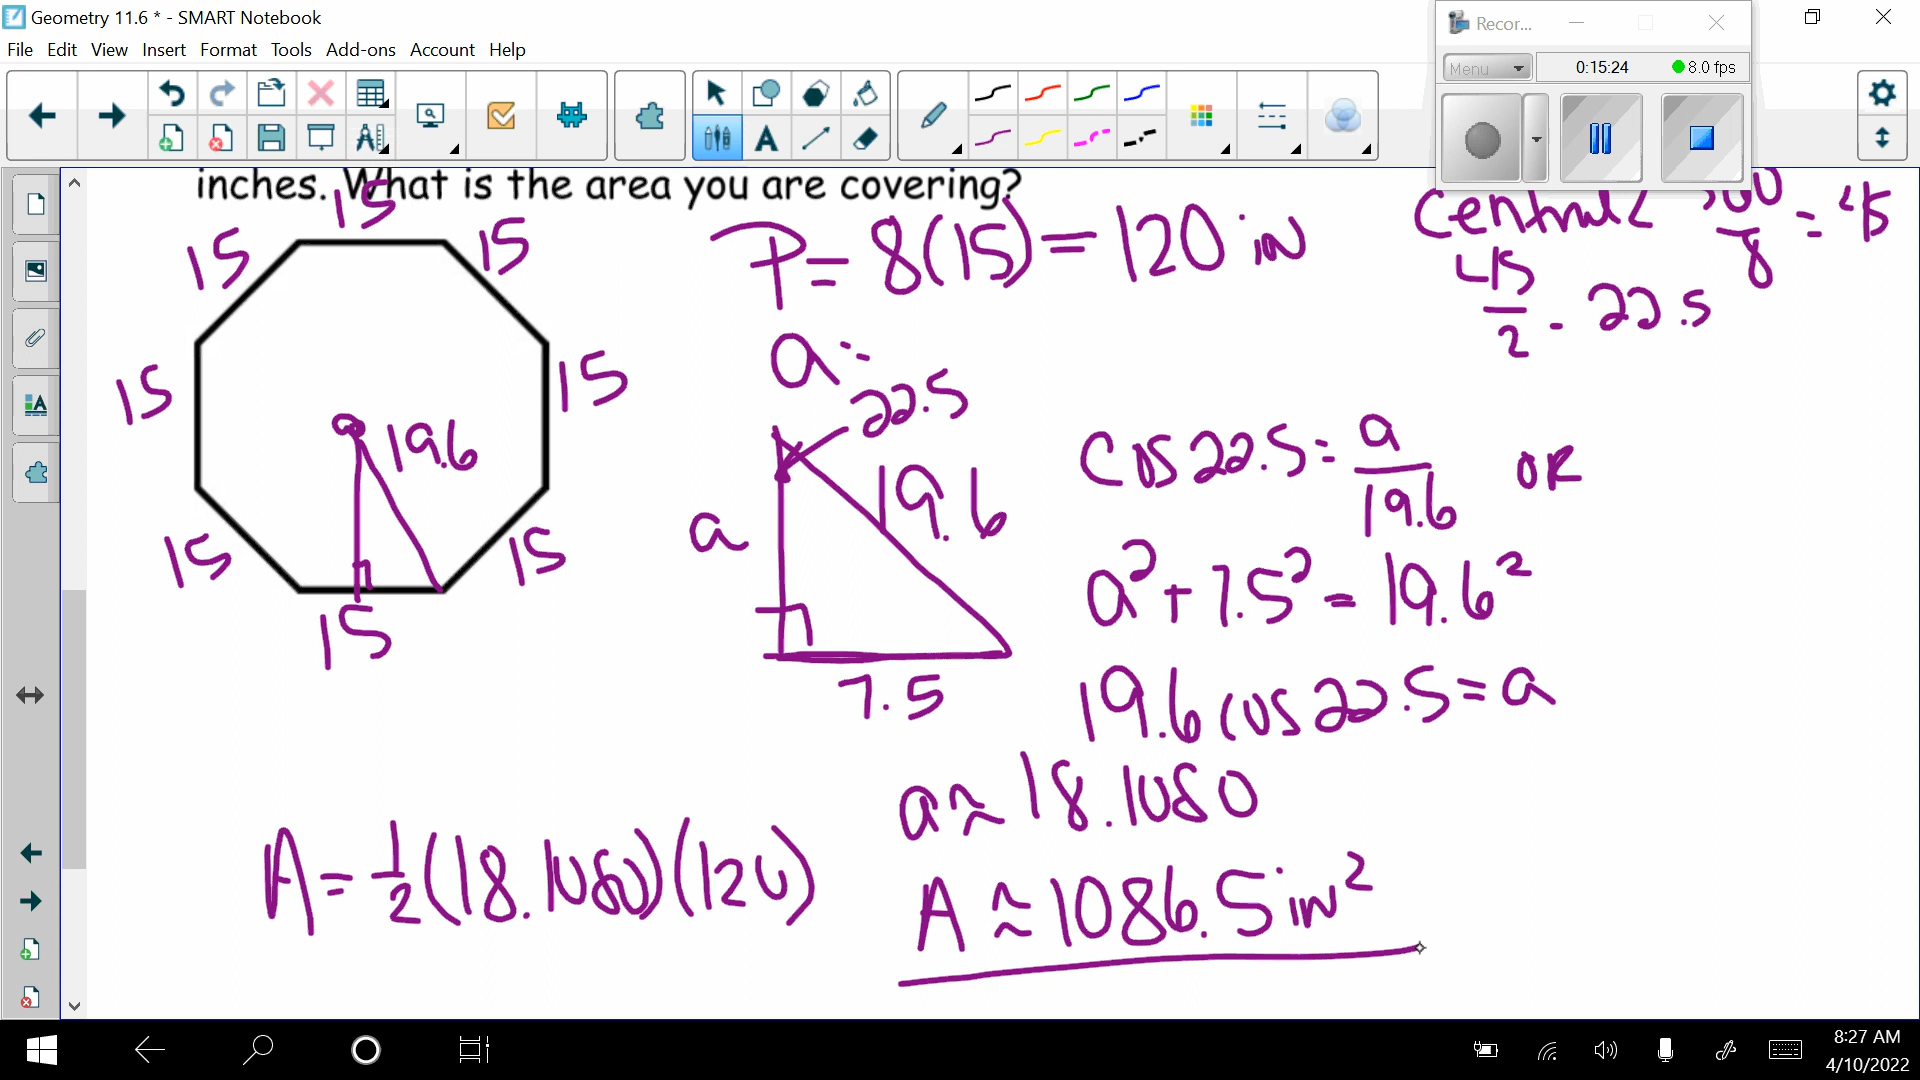 Geometry 11.6 * - SMART Notebook
File Edit View Insert Format Tools Add-ons Account Help
Recor...
Menu
0:15:24
8.0 fps
inches. What is the area you are covering?
15
15
15
15
15
15
15
15
19.6
P = 8(15) = 120 in
a =
22.5
a
19.6
7.5
Central ∠ 360/8 = 45
45/2 = 22.5
cos 22.5 = a/19.6 OR
a² + 7.5² = 19.6²
19.6 cos 22.5 = a
a ≈ 18.1080
A = 1/2 (18.1080)(120)
A ≈ 1086.5 in²
8:27 AM
4/10/2022